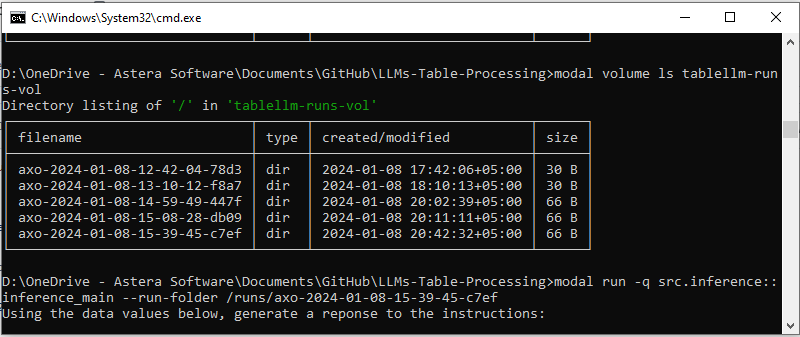 C:\Windows\System32\cmd.exe
D:\OneDrive - Astera Software\Documents\GitHub\LLMs-Table-Processing>modal volume ls tablellm-run
s-vol
Directory listing of '/' in 'tablellm-runs-vol'
filename type created/modified size
axo-2024-01-08-12-42-04-78d3 dir 2024-01-08 17:42:06+05:00 30 B
axo-2024-01-08-13-10-12-f8a7 dir 2024-01-08 18:10:13+05:00 30 B
axo-2024-01-08-14-59-49-447f dir 2024-01-08 20:02:39+05:00 66 B
axo-2024-01-08-15-08-28-db09 dir 2024-01-08 20:11:11+05:00 66 B
axo-2024-01-08-15-39-45-c7ef dir 2024-01-08 20:42:32+05:00 66 B
D:\OneDrive - Astera Software\Documents\GitHub\LLMs-Table-Processing>modal run -q src.inference::
inference_main --run-folder /runs/axo-2024-01-08-15-39-45-c7ef
Using the data values below, generate a reponse to the instructions: